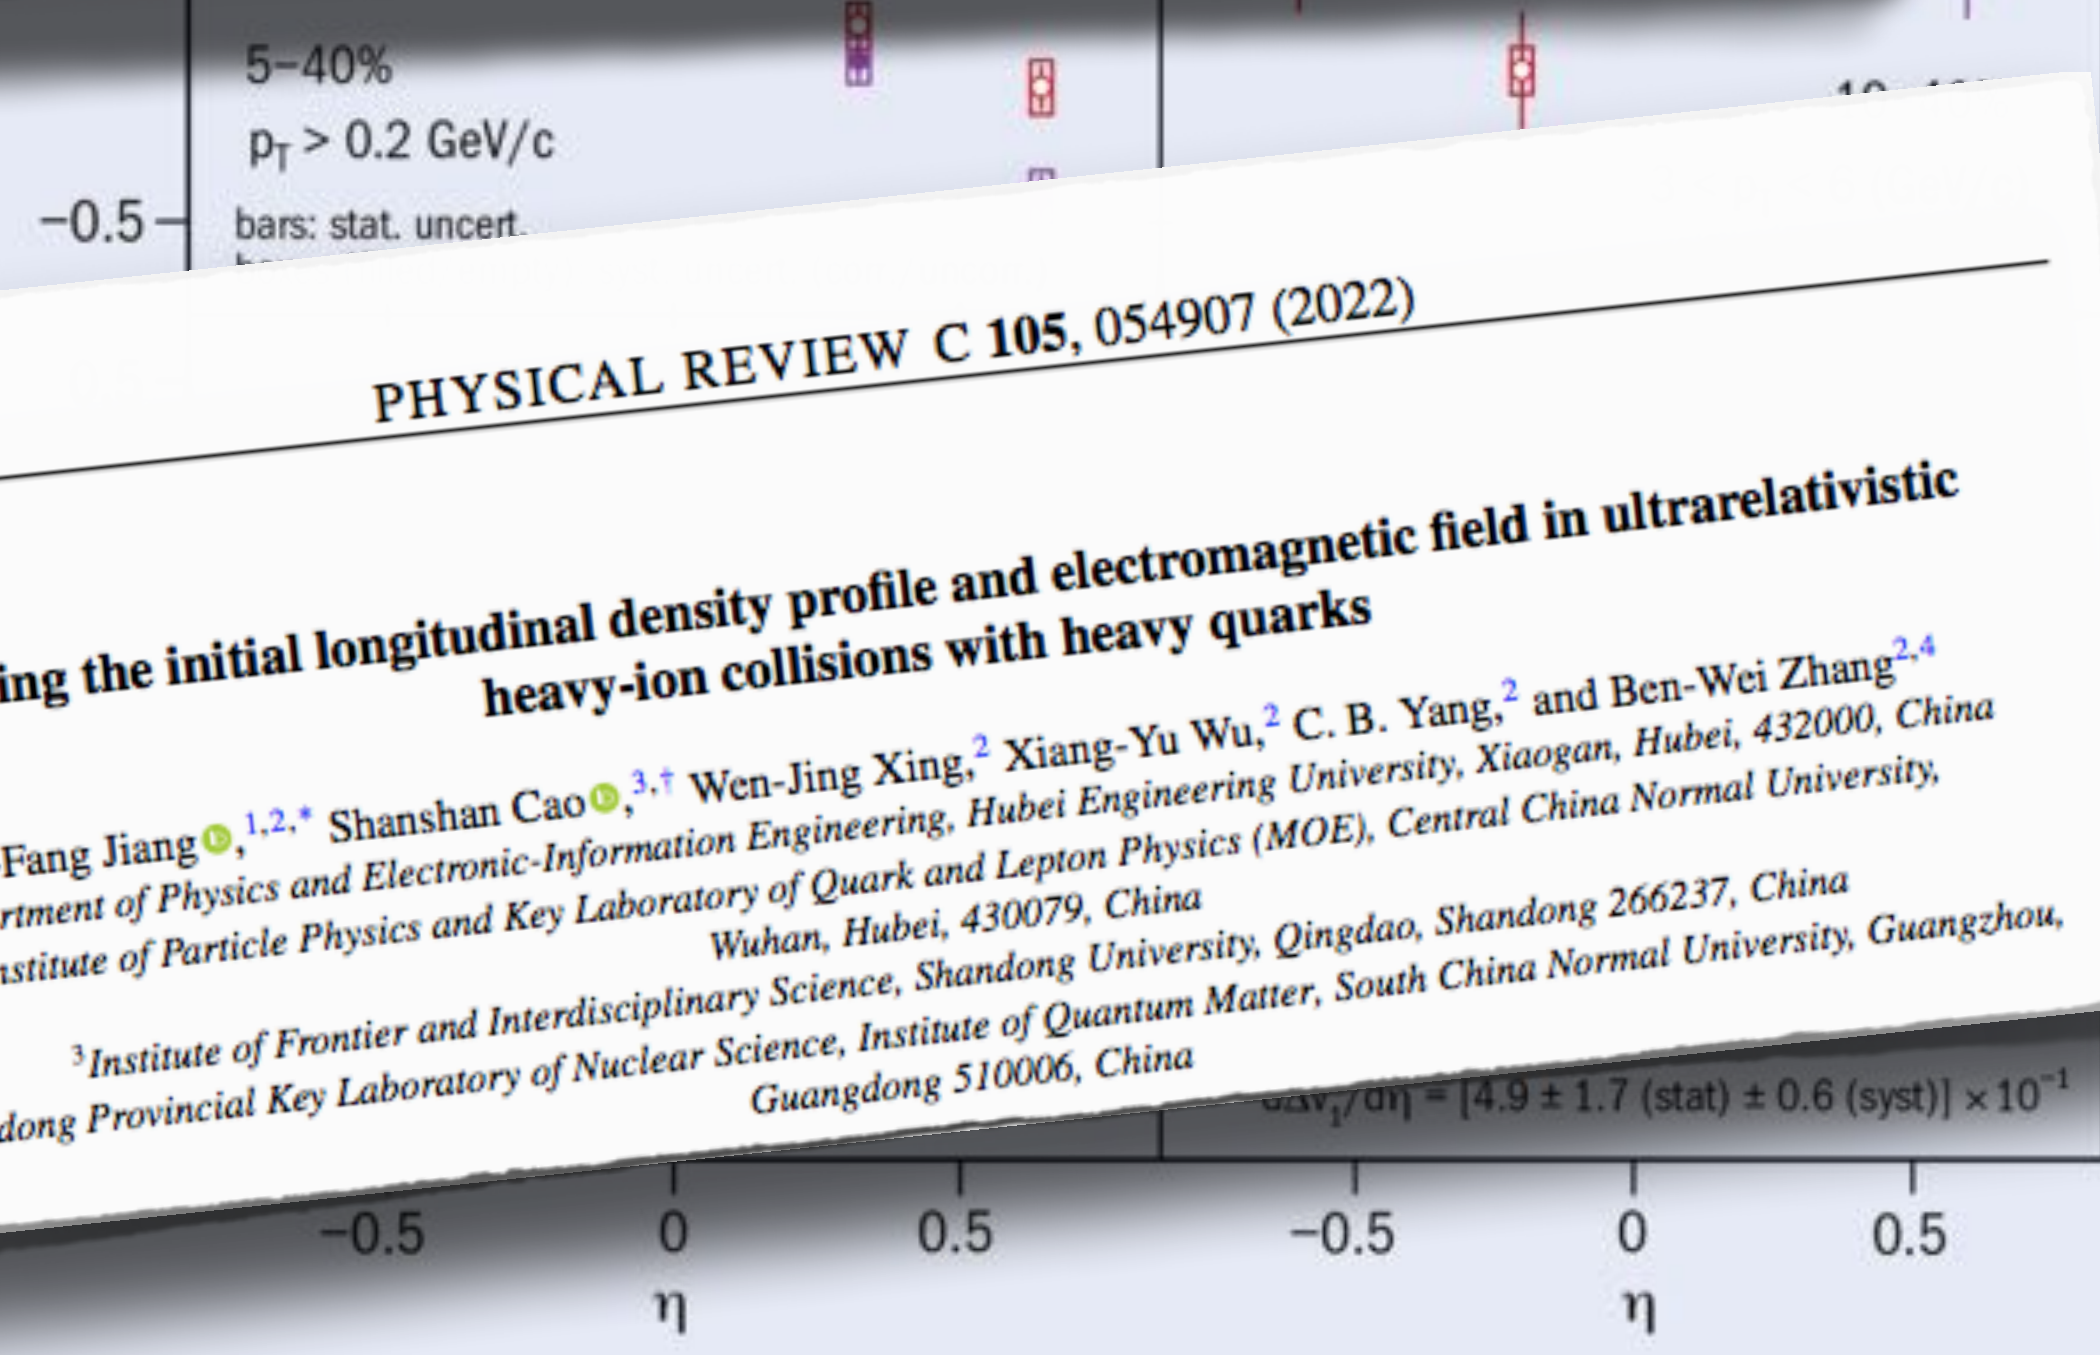 5−40%
p_T > 0.2 GeV/c
−0.5
bars: stat. uncert.
PHYSICAL REVIEW C 105, 054907 (2022)
ing the initial longitudinal density profile and electromagnetic field in ultrarelativistic
heavy-ion collisions with heavy quarks
-Fang Jiang,1,2,* Shanshan Cao,3,† Wen-Jing Xing,2 Xiang-Yu Wu,2 C. B. Yang,2 and Ben-Wei Zhang2,4
rtment of Physics and Electronic-Information Engineering, Hubei Engineering University, Xiaogan, Hubei, 432000, China
nstitute of Particle Physics and Key Laboratory of Quark and Lepton Physics (MOE), Central China Normal University,
Wuhan, Hubei, 430079, China
3Institute of Frontier and Interdisciplinary Science, Shandong University, Qingdao, Shandong 266237, China
dong Provincial Key Laboratory of Nuclear Science, Institute of Quantum Matter, South China Normal University, Guangzhou,
Guangdong 510006, China
dΔv1/dη = [4.9 ± 1.7 (stat) ± 0.6 (syst)] × 10−1
−0.5 0 0.5 −0.5 0 0.5
η η